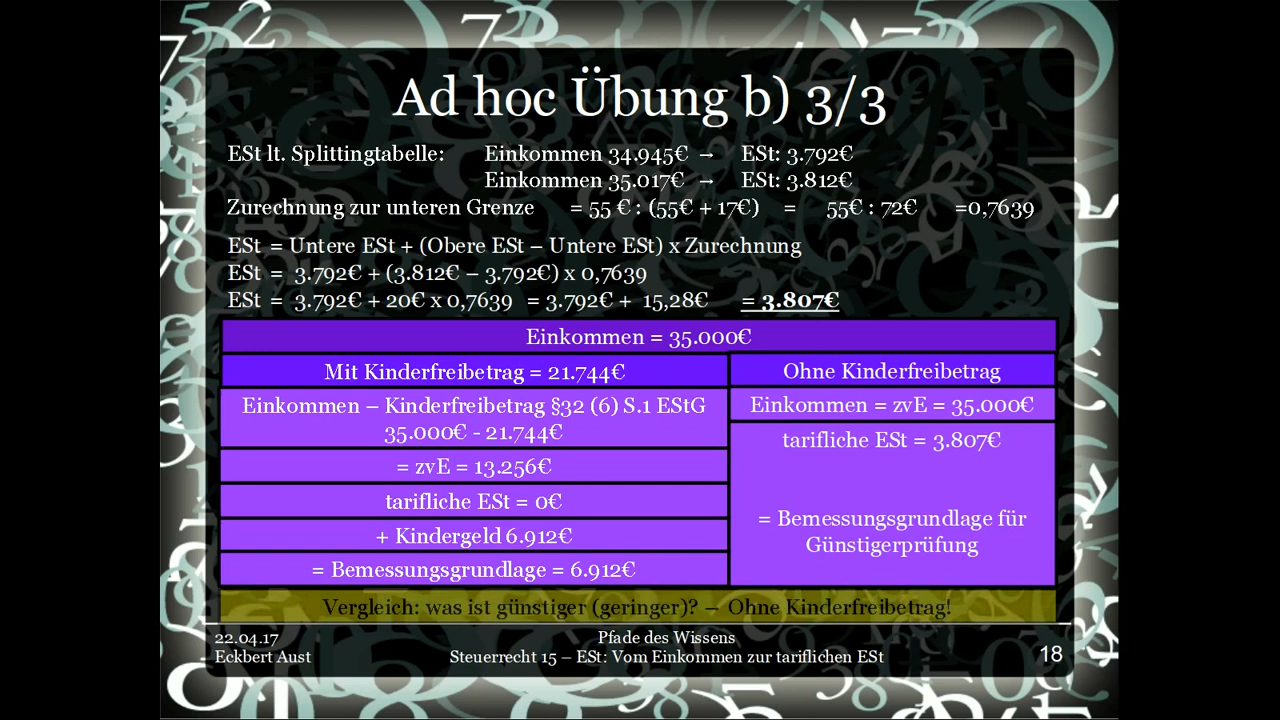 Ad hoc Übung b) 3/3
ESt lt. Splittingtabelle: Einkommen 34.945€ → ESt: 3.792€
Einkommen 35.017€ → ESt: 3.812€
Zurechnung zur unteren Grenze = 55 € : (55€ + 17€) = 55€ : 72€ =0,7639
ESt = Untere ESt + (Obere ESt – Untere ESt) x Zurechnung
ESt = 3.792€ + (3.812€ – 3.792€) x 0,7639
ESt = 3.792€ + 20€ x 0,7639 = 3.792€ + 15,28€ = 3.807€
Einkommen = 35.000€
Mit Kinderfreibetrag = 21.744€
Einkommen – Kinderfreibetrag §32 (6) S.1 EStG
35.000€ - 21.744€
= zvE = 13.256€
tarifliche ESt = 0€
+ Kindergeld 6.912€
= Bemessungsgrundlage = 6.912€
Ohne Kinderfreibetrag
Einkommen = zvE = 35.000€
tarifliche ESt = 3.807€
= Bemessungsgrundlage für
Günstigerprüfung
Vergleich: was ist günstiger (geringer)? – Ohne Kinderfreibetrag!
22.04.17
Eckbert Aust
Pfade des Wissens
Steuerrecht 15 – ESt: Vom Einkommen zur tariflichen ESt
18